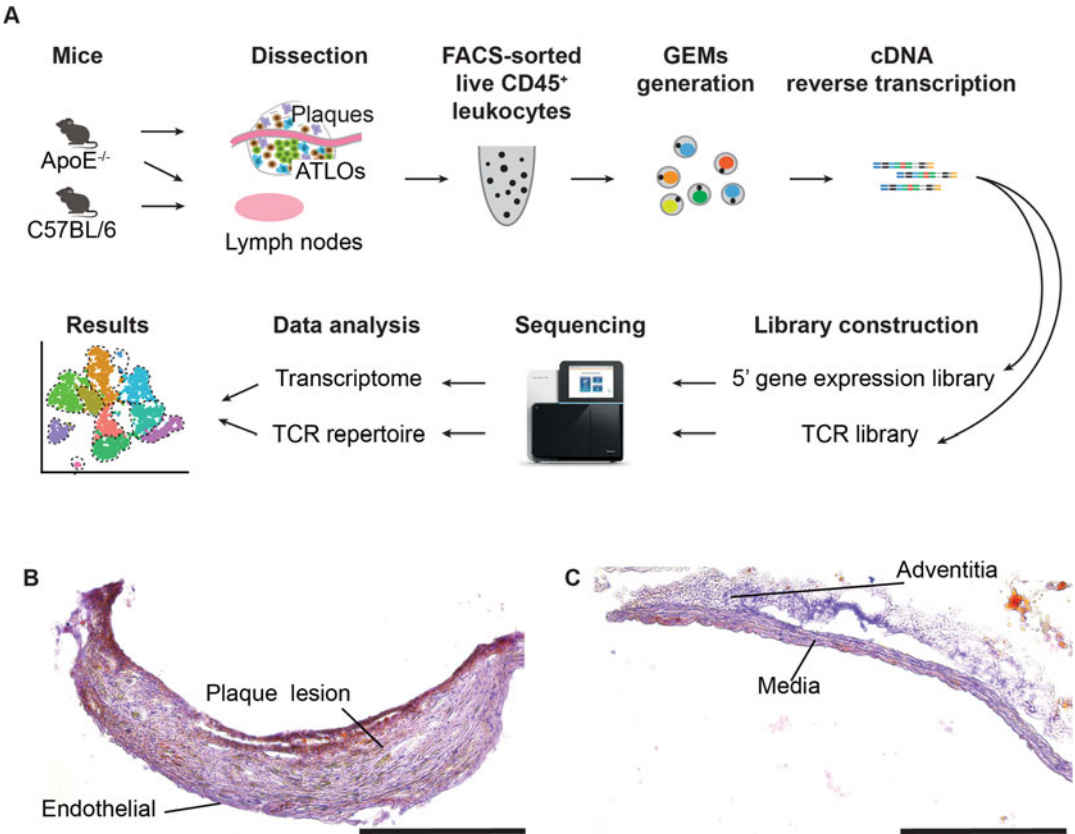 A
Mice
Dissection
FACS-sorted
live CD45⁺
leukocytes
GEMs
generation
cDNA
reverse transcription
Plaques
ApoE⁻/⁻
ATLOs
C57BL/6
Lymph nodes
Results
Data analysis
Sequencing
Library construction
Transcriptome
5' gene expression library
TCR repertoire
TCR library
B
Plaque lesion
Endothelial
C
Adventitia
Media